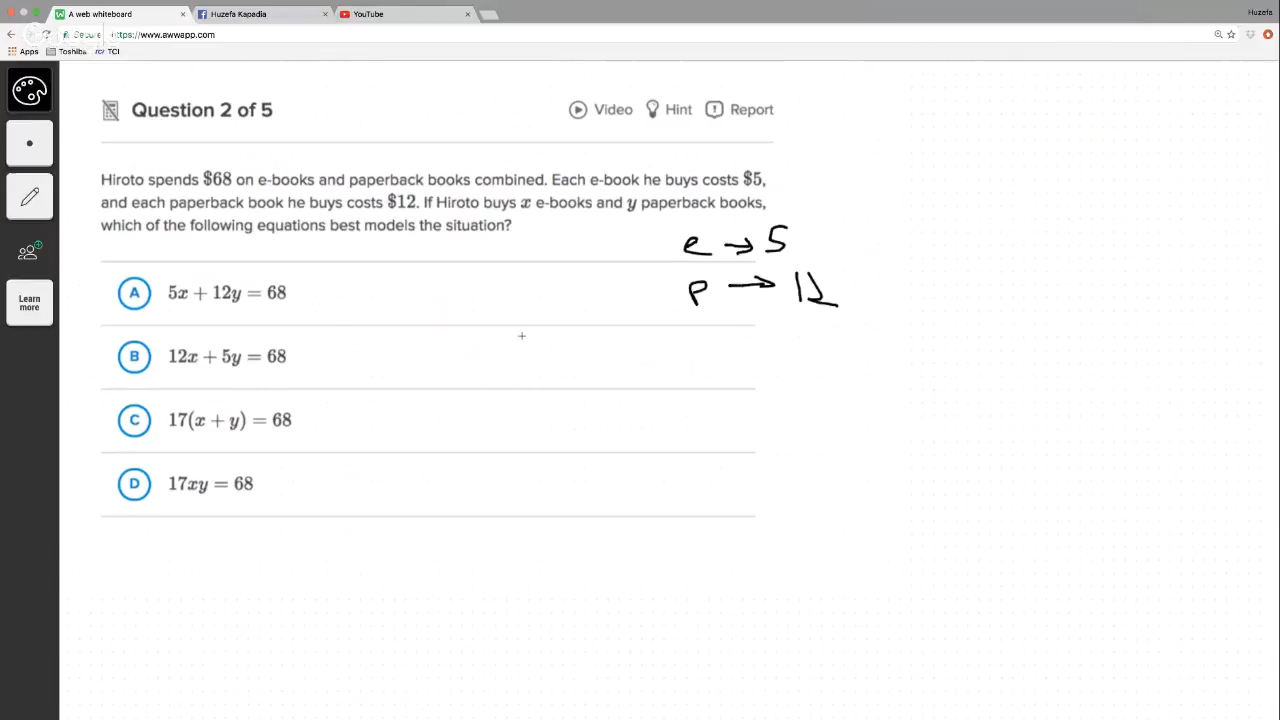 A web whiteboard
Huzefa Kapadia
YouTube
Huzefa
Secure
https://www.awwapp.com
Apps
Toshiba
TCI
Question 2 of 5
Video
Hint
Report
Hiroto spends $68 on e-books and paperback books combined. Each e-book he buys costs $5,
and each paperback book he buys costs $12. If Hiroto buys x e-books and y paperback books,
which of the following equations best models the situation?
e → 5
p → 12
A 5x + 12y = 68
B 12x + 5y = 68
C 17(x + y) = 68
D 17xy = 68
Learn
more